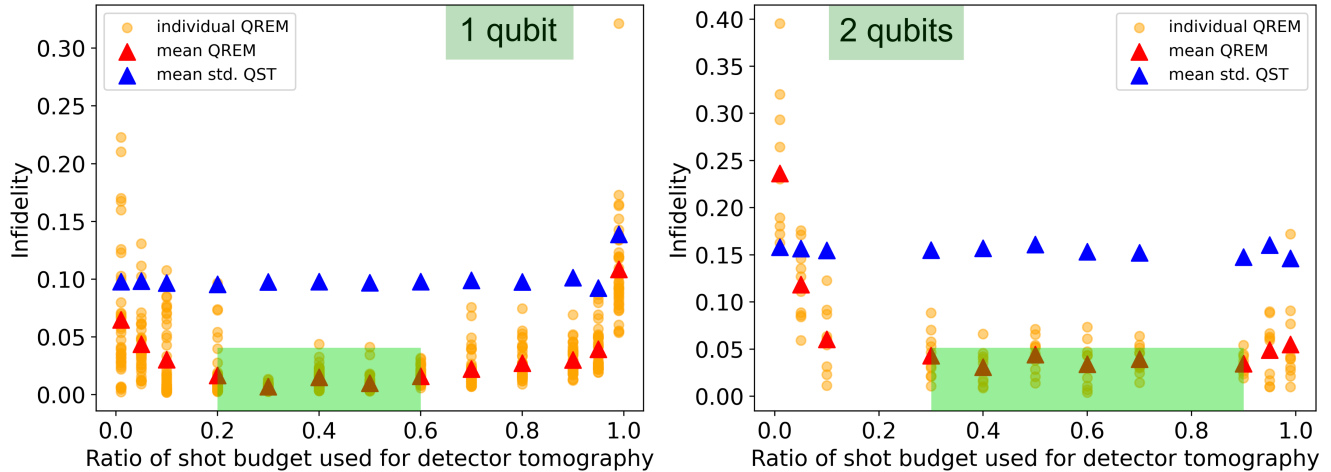 1 qubit
individual QREM
mean QREM
mean std. QST
Infidelity
0.30
0.25
0.20
0.15
0.10
0.05
0.00
0.0 0.2 0.4 0.6 0.8 1.0
Ratio of shot budget used for detector tomography
2 qubits
individual QREM
mean QREM
mean std. QST
Infidelity
0.40
0.35
0.30
0.25
0.20
0.15
0.10
0.05
0.00
0.0 0.2 0.4 0.6 0.8 1.0
Ratio of shot budget used for detector tomography